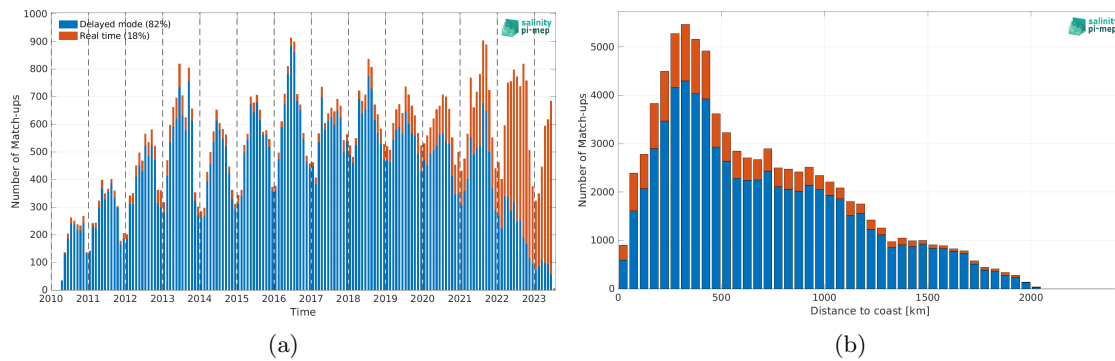 Delayed mode (82%)
Real time (18%)
salinity
pi-mep
Number of Match-ups
1000
900
800
700
600
500
400
300
200
100
0
2010 2011 2012 2013 2014 2015 2016 2017 2018 2019 2020 2021 2022 2023
Time
(a)
salinity
pi-mep
Number of Match-ups
5000
4000
3000
2000
1000
0
0 500 1000 1500 2000
Distance to coast [km]
(b)